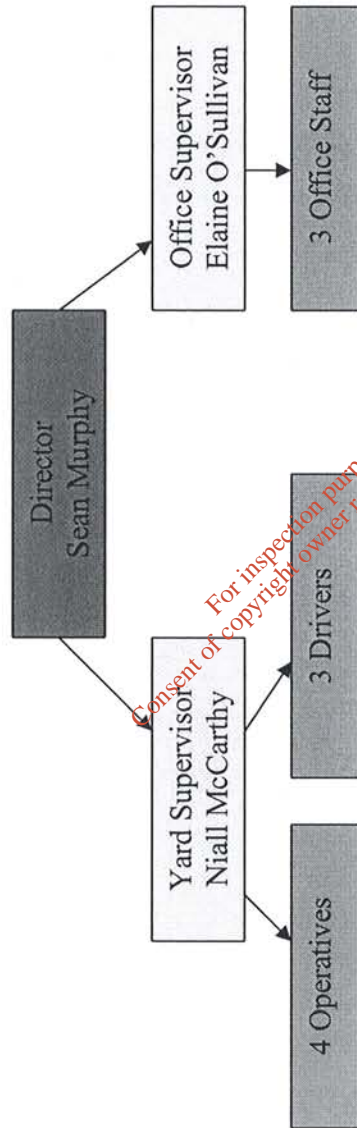 Director
Sean Murphy
Yard Supervisor
Niall McCarthy
Office Supervisor
Elaine O'Sullivan
4 Operatives
3 Drivers
3 Office Staff
For inspection
Consent of copyright owner